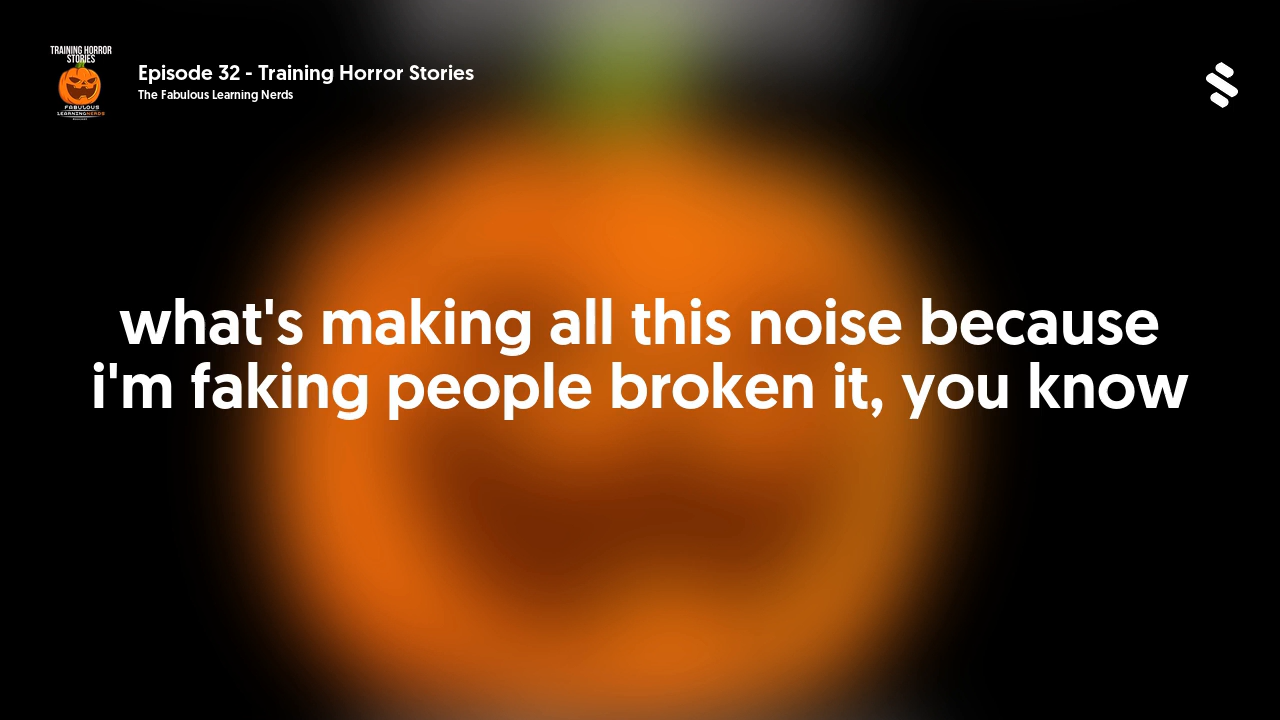 TRAINING HORROR
STORIES
FABULOUS
LEARNINGNERDS
Episode 32 - Training Horror Stories
The Fabulous Learning Nerds
what's making all this noise because
i'm faking people broken it, you know